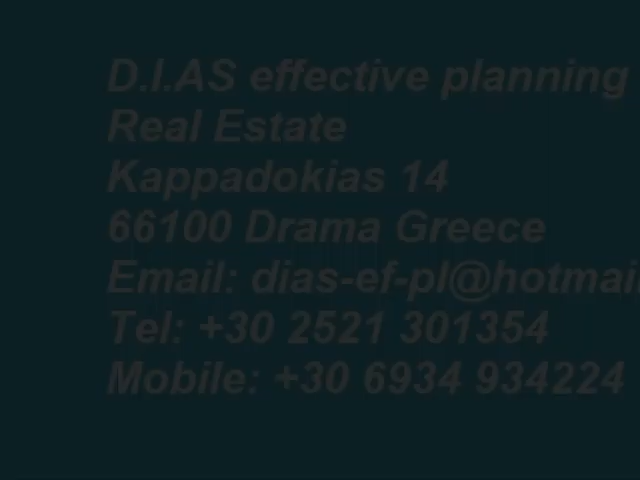 D.I.AS effective planning
Real Estate
Kappadokias 14
66100 Drama Greece
Email: dias-ef-pl@hotmail
Tel: +30 2521 301354
Mobile: +30 6934 934224